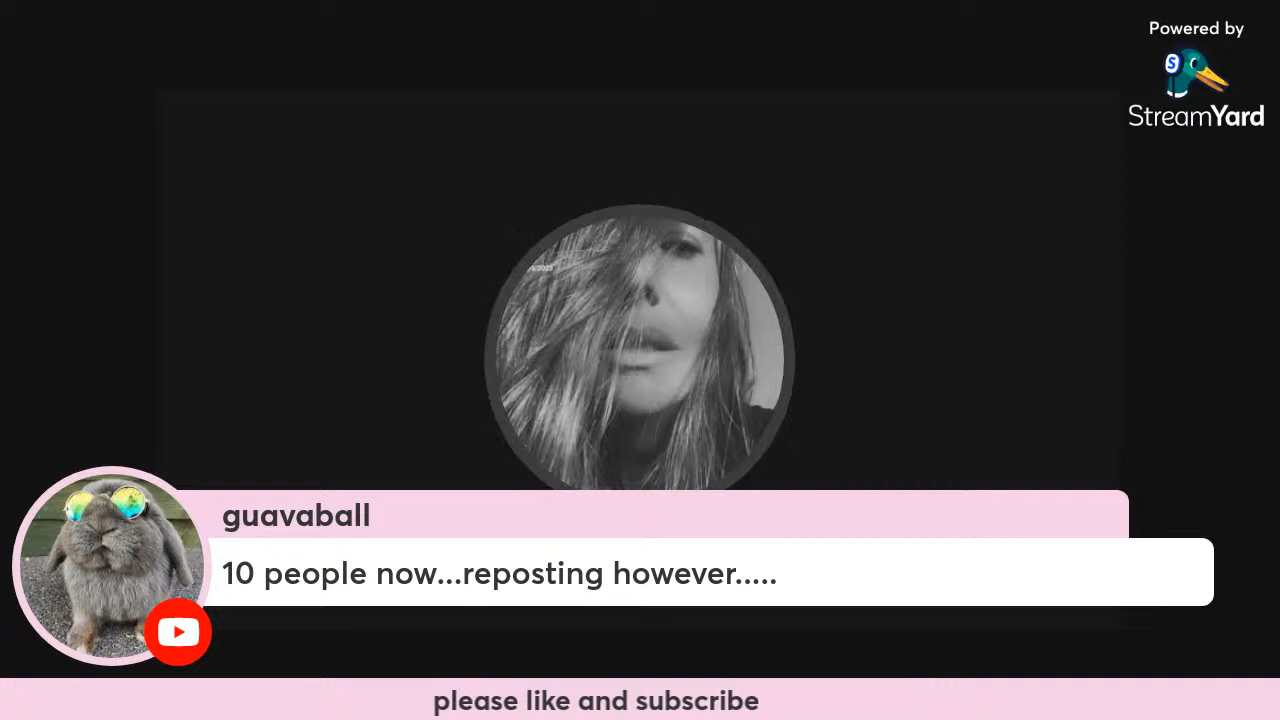 Powered by
StreamYard
guavaball
10 people now...reposting however.....
please like and subscribe